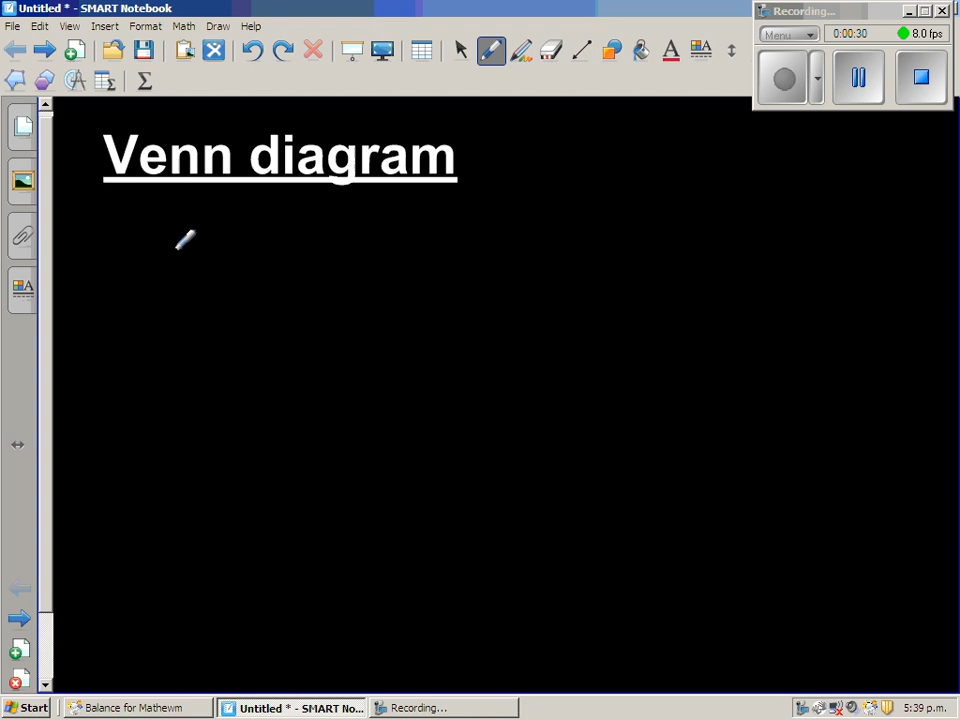 Untitled * - SMART Notebook
Recording...
File Edit View Insert Format Math Draw Help
Menu 0:00:30 8.0 fps
Venn diagram
Start Balance for Mathewm Untitled * - SMART No... Recording... 5:39 p.m.